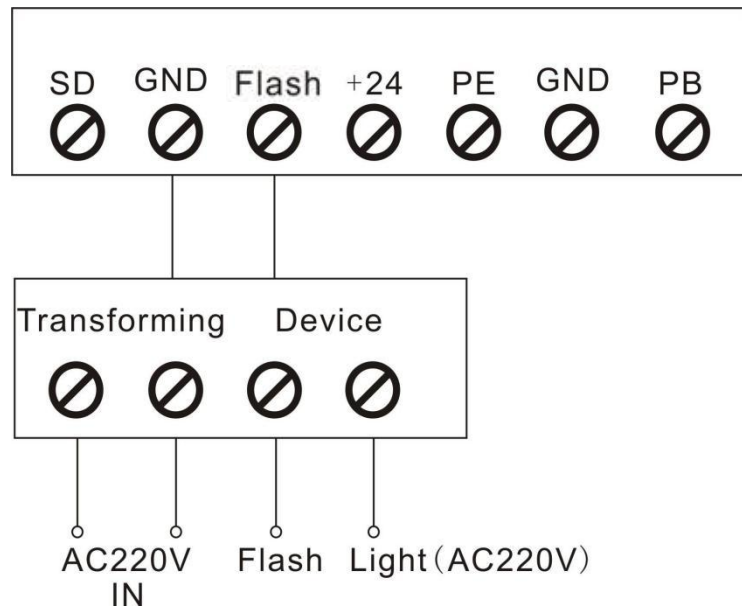 SD GND Flash +24 PE GND PB
Transforming Device
AC220V Flash Light(AC220V)
IN